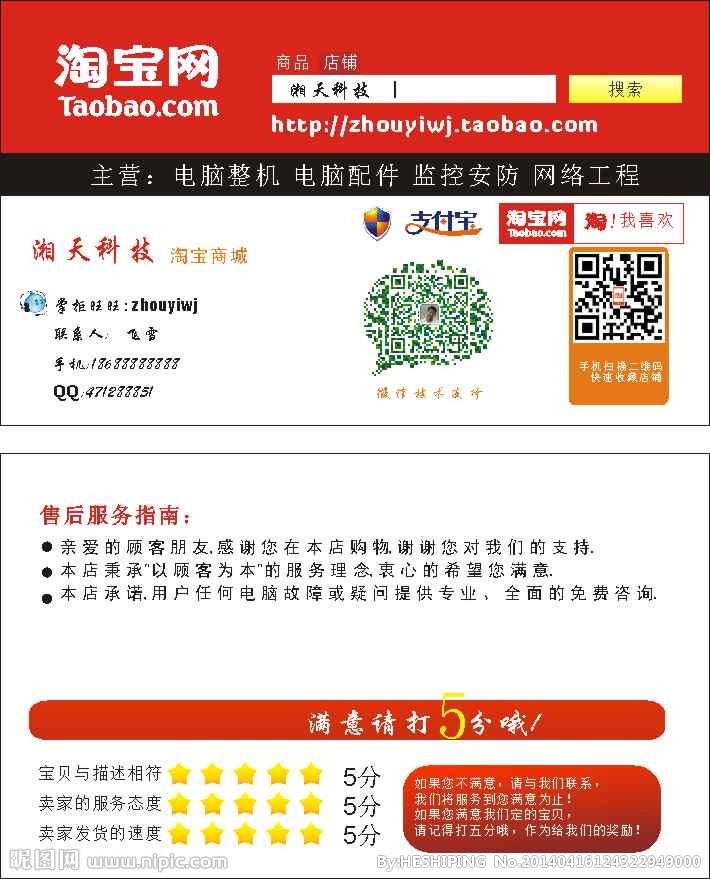 淘宝网
Taobao.com
商品 店铺
湘天科技
搜索
http://zhouyiwj.taobao.com
主营：电脑整机 电脑配件 监控安防 网络工程
支付宝
淘宝网
Taobao.com
淘!我喜欢
湘天科技 淘宝商城
掌柜旺旺:zhouyiwj
联系人: 飞雪
手机:18688888888
QQ:471288851
微信技术支持
手机扫描二维码
快速收藏店铺
售后服务指南：
● 亲爱的顾客朋友,感谢您在本店购物,谢谢您对我们的支持.
● 本店秉承"以顾客为本"的服务理念,衷心的希望您满意.
● 本店承诺,用户任何电脑故障或疑问提供专业、全面的免费咨询.
满意请打5分哦!
宝贝与描述相符 5分
卖家的服务态度 5分
卖家发货的速度 5分
如果您不满意，请与我们联系，
我们将服务到您满意为止！
如果您满意我们定的宝贝，
请记得打五分哦，作为给我们的奖励！
昵图网 www.nipic.com
By:HESHIPING No.20140416124322949000